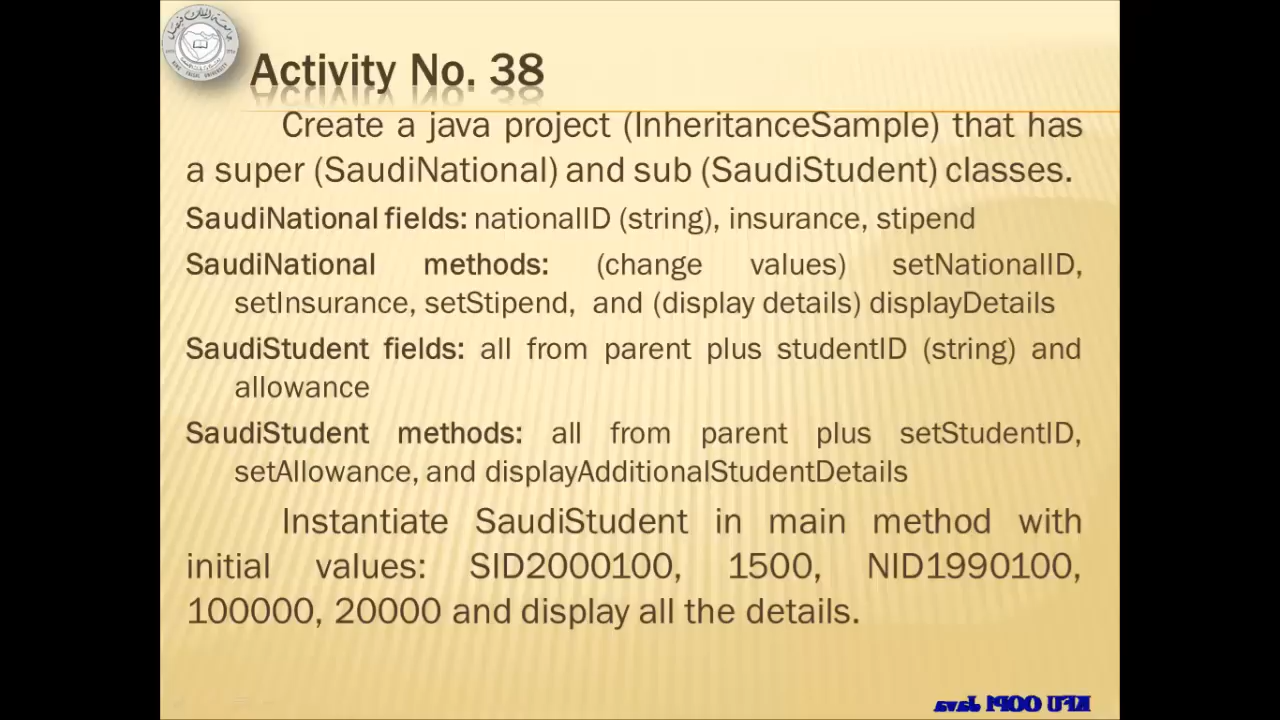 Activity No. 38
Create a java project (InheritanceSample) that has
a super (SaudiNational) and sub (SaudiStudent) classes.
SaudiNational fields: nationalID (string), insurance, stipend
SaudiNational methods: (change values) setNationalID,
setInsurance, setStipend, and (display details) displayDetails
SaudiStudent fields: all from parent plus studentID (string) and
allowance
SaudiStudent methods: all from parent plus setStudentID,
setAllowance, and displayAdditionalStudentDetails
Instantiate SaudiStudent in main method with
initial values: SID2000100, 1500, NID1990100,
100000, 20000 and display all the details.
KFU OOP1 Java